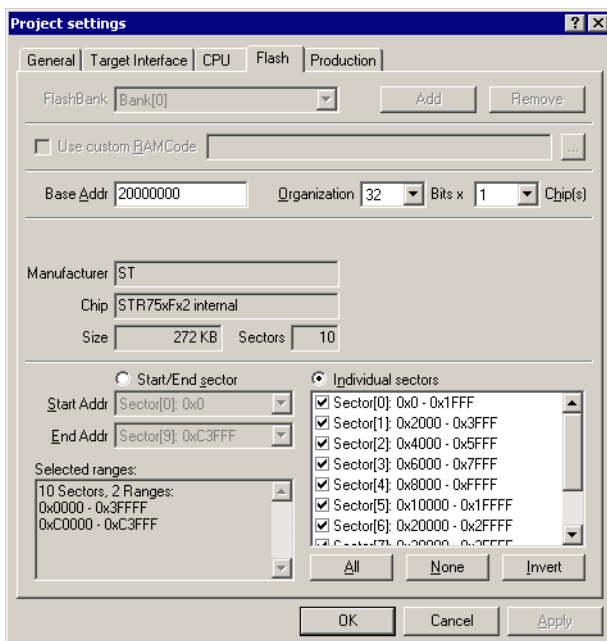 Project settings
General Target Interface CPU Flash Production
FlashBank Bank[0] Add Remove
Use custom RAMCode ...
Base Addr 20000000 Organization 32 Bits x 1 Chip(s)
Manufacturer ST
Chip STR75xFx2 internal
Size 272 KB Sectors 10
Start/End sector
Start Addr Sector[0]: 0x0
End Addr Sector[9]: 0xC3FFF
Selected ranges:
10 Sectors, 2 Ranges:
0x0000 - 0x3FFFF
0xC0000 - 0xC3FFF
Individual sectors
Sector[0]: 0x0 - 0x1FFF
Sector[1]: 0x2000 - 0x3FFF
Sector[2]: 0x4000 - 0x5FFF
Sector[3]: 0x6000 - 0x7FFF
Sector[4]: 0x8000 - 0xFFFF
Sector[5]: 0x10000 - 0x1FFFF
Sector[6]: 0x20000 - 0x2FFFF
All None Invert
OK Cancel Apply